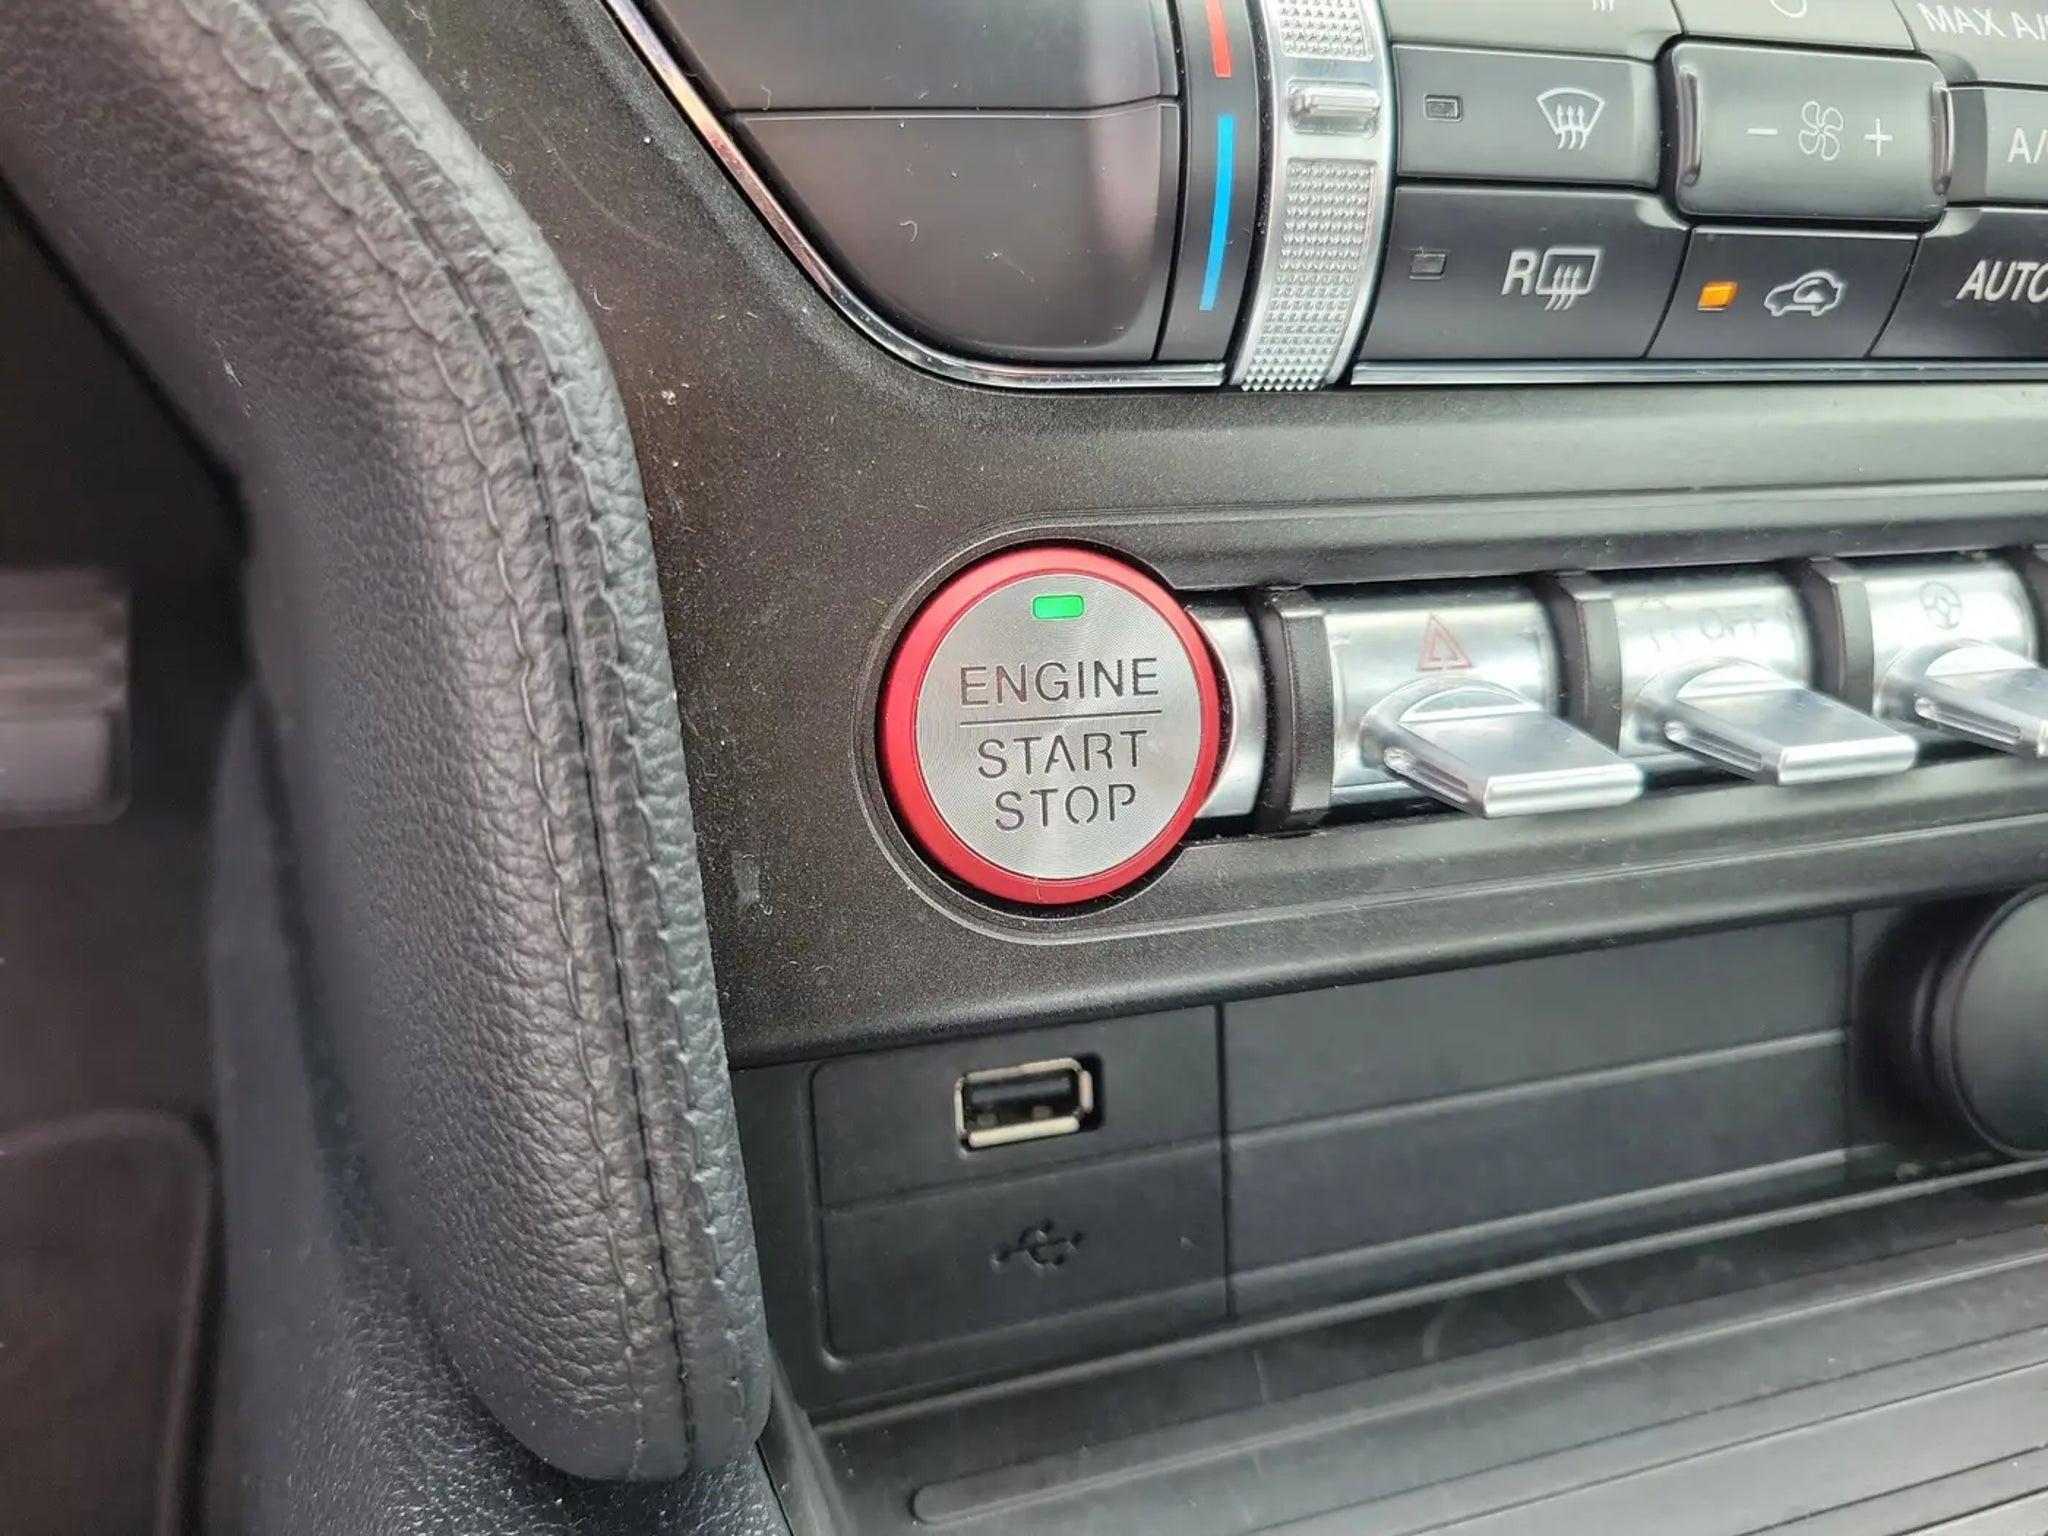 MAX A/
A/
R
AUTO
OFF
ENGINE
START
STOP